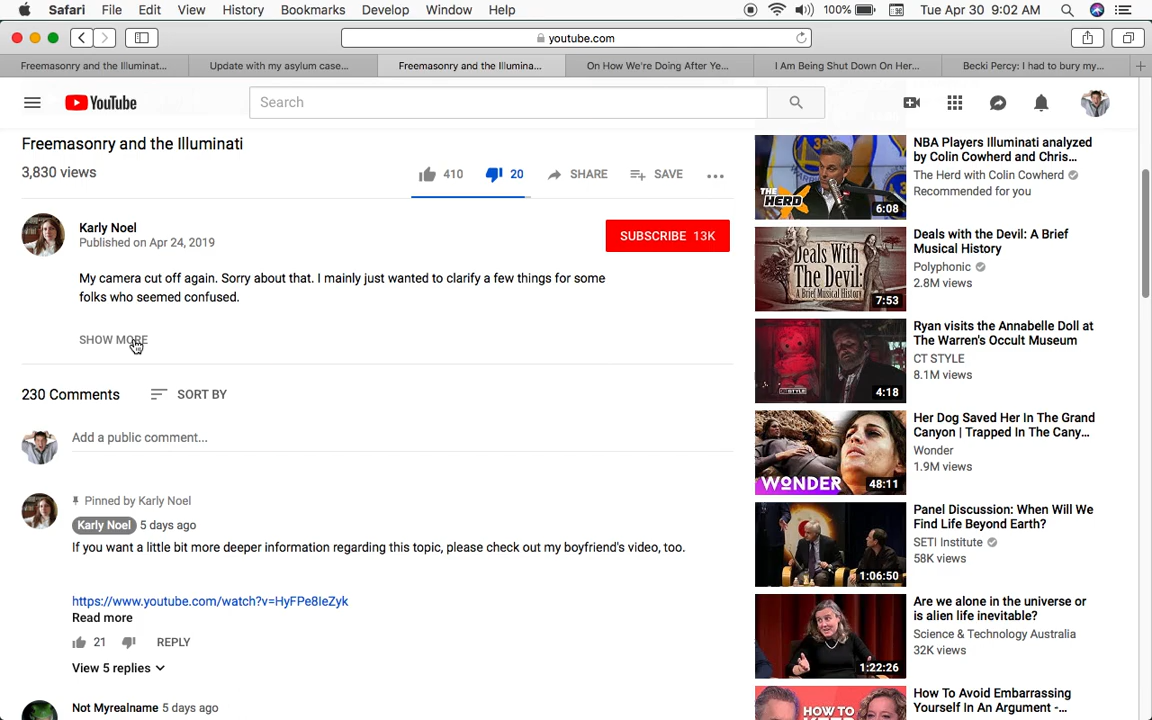 Safari File Edit View History Bookmarks Develop Window Help 100% Tue Apr 30 9:02 AM
youtube.com
Freemasonry and the Illuminat... Update with my asylum case... Freemasonry and the Illumina... On How We're Doing After Ye... I Am Being Shut Down On Her... Becki Percy: I had to bury my...
YouTube Search
Freemasonry and the Illuminati
3,830 views
410 20 SHARE SAVE
Karly Noel
Published on Apr 24, 2019
SUBSCRIBE 13K
My camera cut off again. Sorry about that. I mainly just wanted to clarify a few things for some
folks who seemed confused.
SHOW MORE
230 Comments SORT BY
Add a public comment...
Pinned by Karly Noel
Karly Noel 5 days ago
If you want a little bit more deeper information regarding this topic, please check out my boyfriend's video, too.
https://www.youtube.com/watch?v=HyFPe8IeZyk
Read more
21 REPLY
View 5 replies
Not Myrealname 5 days ago
THE
HERD
6:08
NBA Players Illuminati analyzed
by Colin Cowherd and Chris...
The Herd with Colin Cowherd
Recommended for you
Deals With
The Devil:
A Brief Musical History
7:53
Deals with the Devil: A Brief
Musical History
Polyphonic
2.8M views
CT STYLE
4:18
Ryan visits the Annabelle Doll at
The Warren's Occult Museum
CT STYLE
8.1M views
WONDER
48:11
Her Dog Saved Her In The Grand
Canyon | Trapped In The Cany...
Wonder
1.9M views
1:06:50
Panel Discussion: When Will We
Find Life Beyond Earth?
SETI Institute
58K views
1:22:26
Are we alone in the universe or
is alien life inevitable?
Science & Technology Australia
32K views
HOW TO
How To Avoid Embarrassing
Yourself In An Argument -...